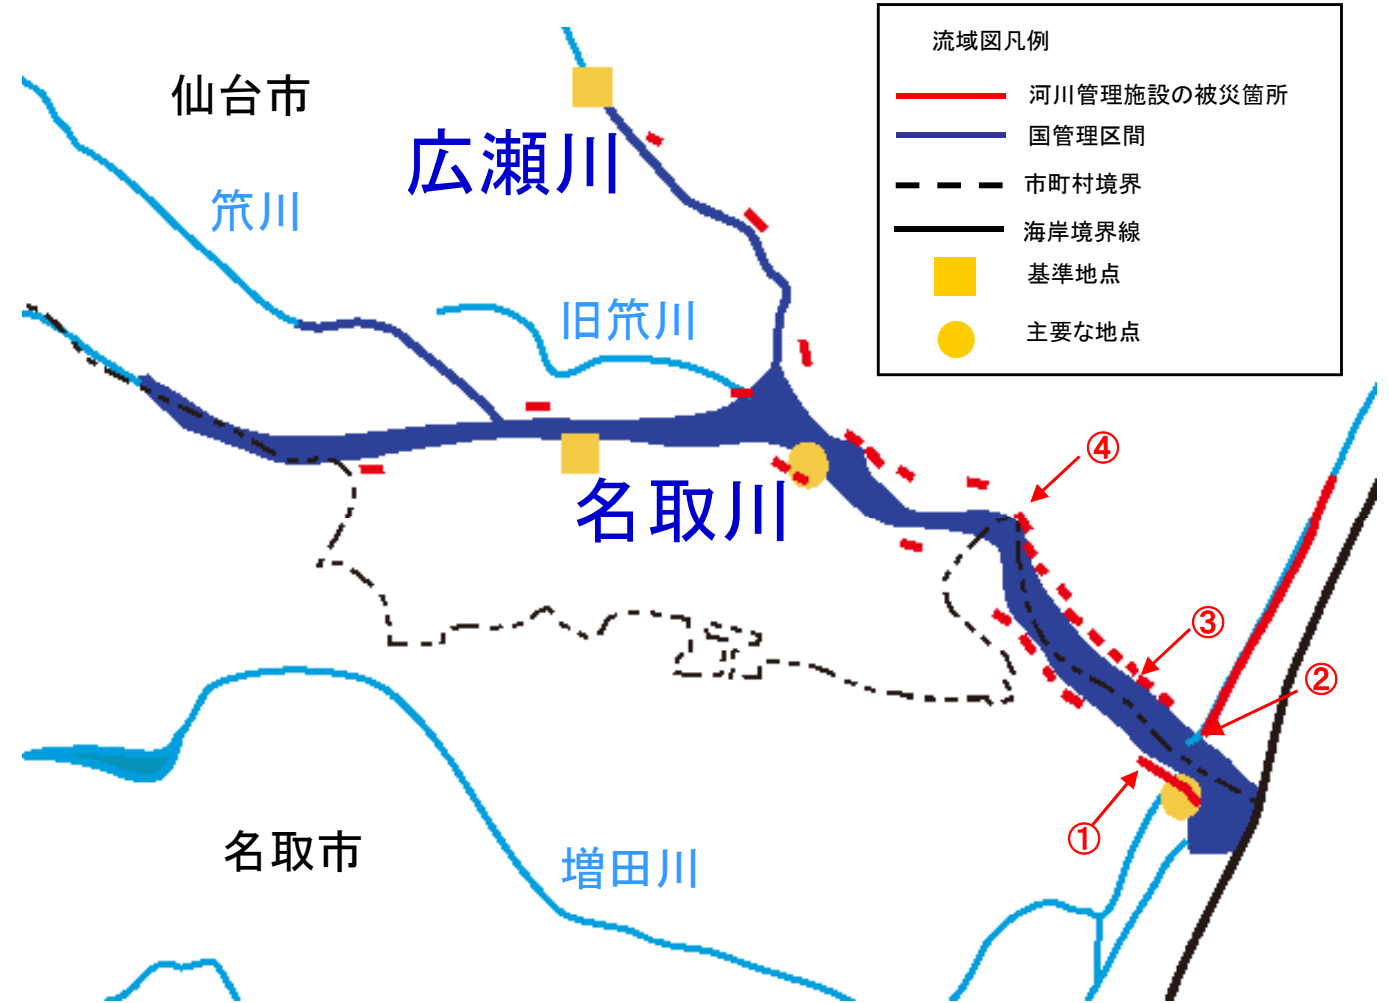 流域図凡例
河川管理施設の被災箇所
国管理区間
市町村境界
海岸境界線
基準地点
主要な地点
仙台市
広瀬川
笊川
旧笊川
名取川
④
③
②
①
名取市
増田川